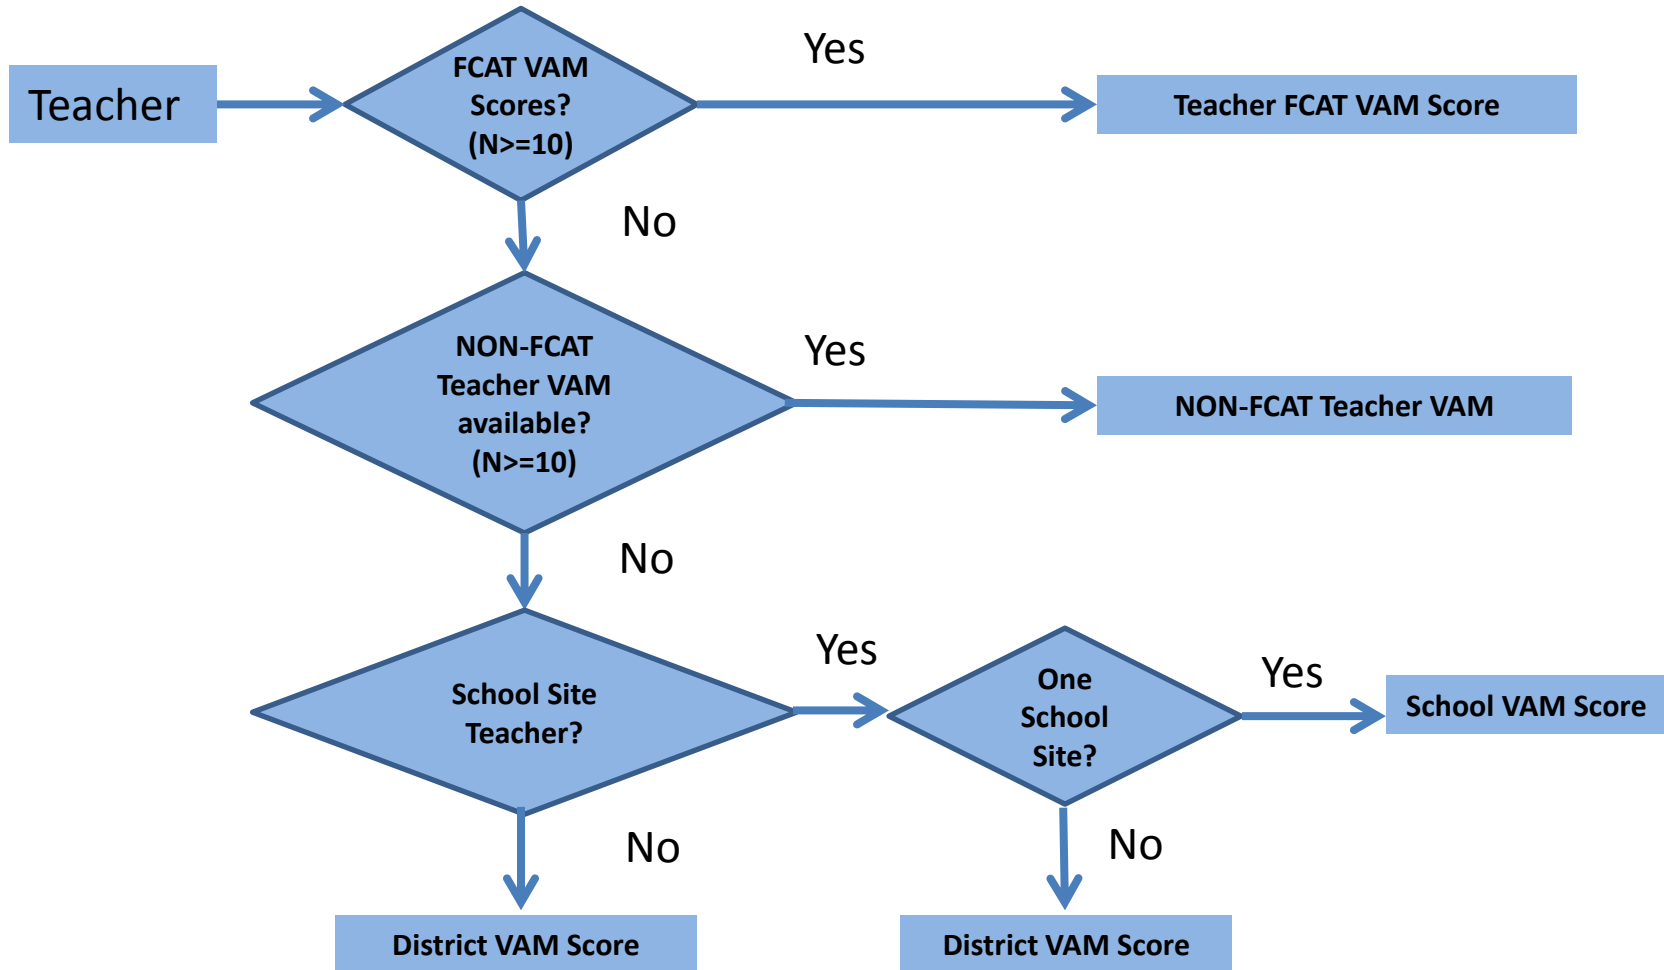 Teacher
FCAT VAM
Scores?
(N>=10)
Yes
Teacher FCAT VAM Score
No
NON-FCAT
Teacher VAM
available?
(N>=10)
Yes
NON-FCAT Teacher VAM
No
School Site
Teacher?
Yes
One
School
Site?
Yes
School VAM Score
No
District VAM Score
No
District VAM Score